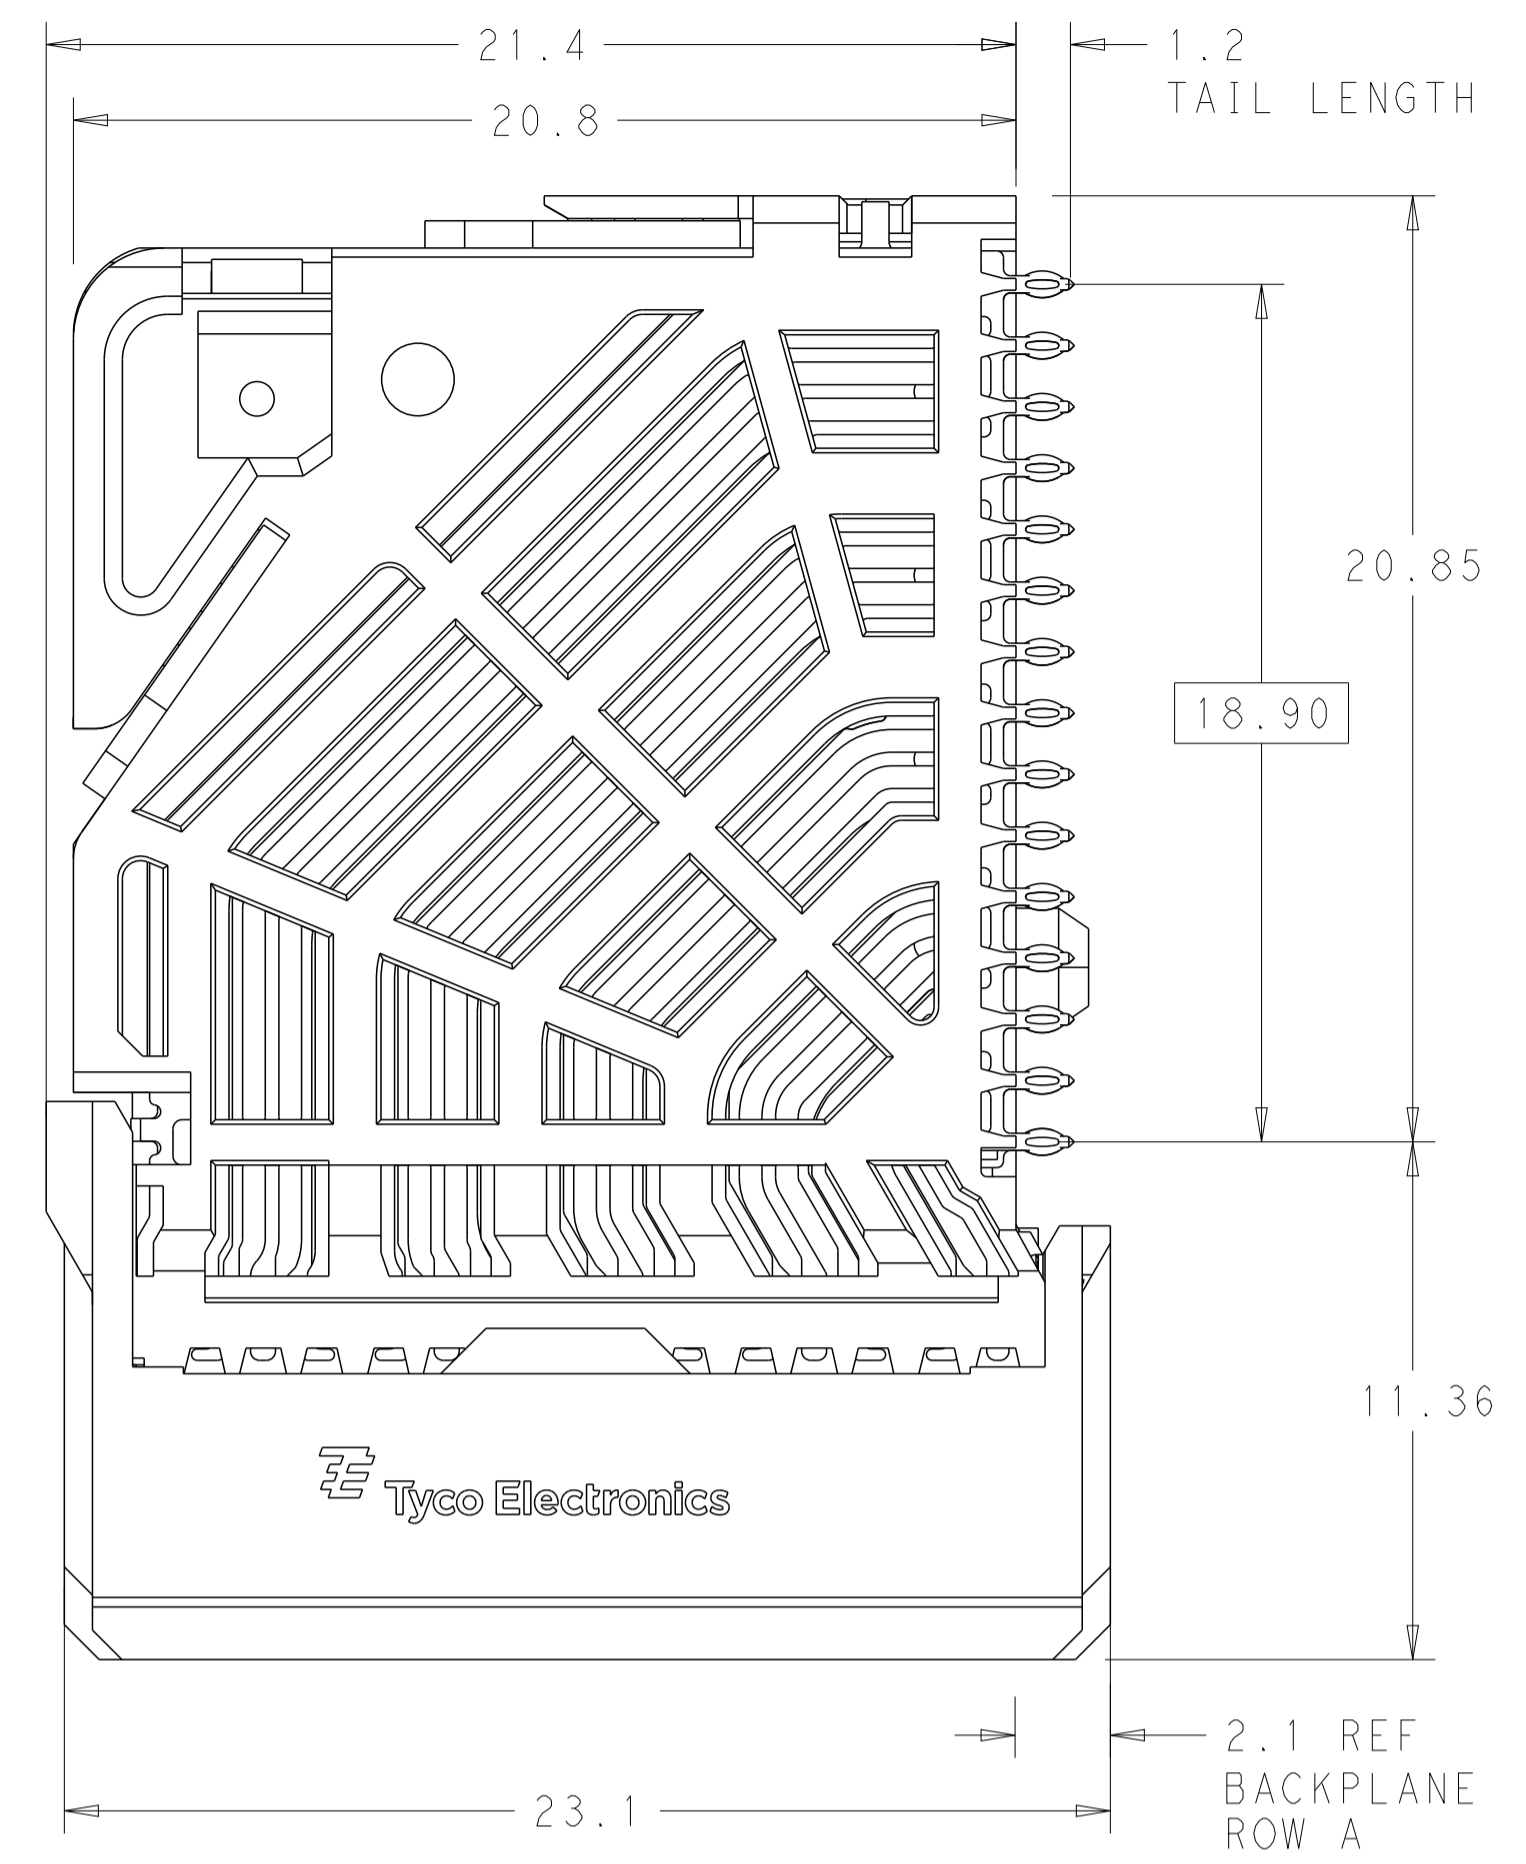 21.4
1.2
TAIL LENGTH
20.8
20.85
18.90
11.36
Tyco Electronics
2.1 REF
BACKPLANE
ROW A
23.1